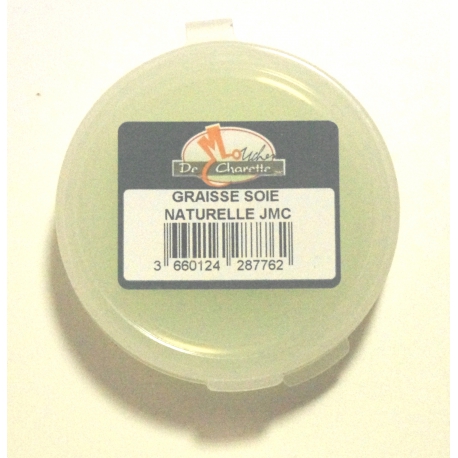 Mouches
De Charette
GRAISSE SOIE
NATURELLE JMC
3 660124 287762